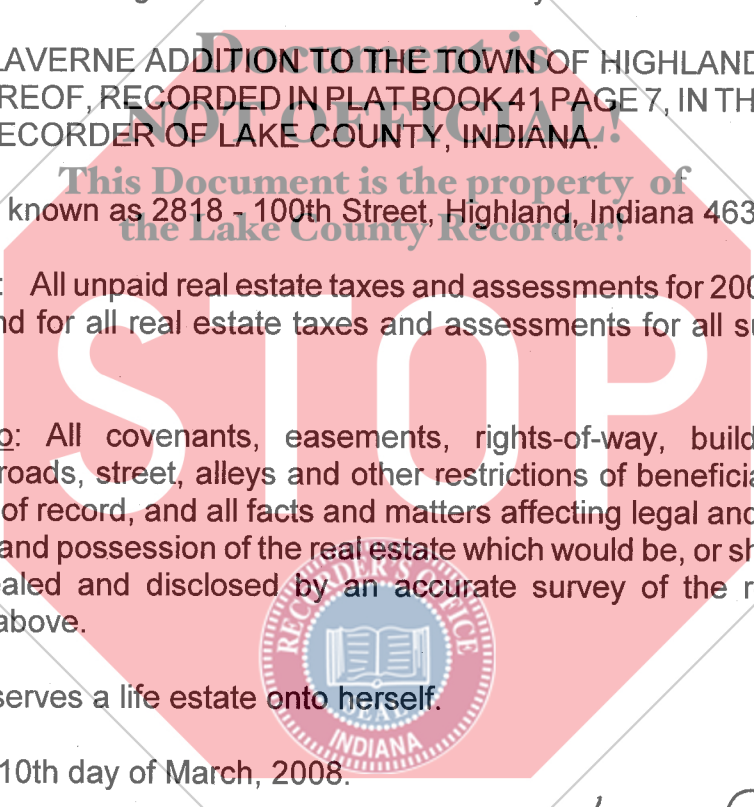 Document is
LAVERNE ADDITION TO THE TOWN OF HIGHLAND
REOF, RECORDED IN PLAT BOOK 41 PAGE 7, IN TH
NOT OFFICIAL!
ECORDER OF LAKE COUNTY, INDIANA.
This Document is the property of
known as 2818 - 100th Street, Highland, Indiana 463
the Lake County Recorder!
: All unpaid real estate taxes and assessments for 200
nd for all real estate taxes and assessments for all su
STOP
o: All covenants, easements, rights-of-way, build
roads, street, alleys and other restrictions of beneficia
of record, and all facts and matters affecting legal and
and possession of the real estate which would be, or sh
ealed and disclosed by an accurate survey of the r
above.
RECORDER'S OFFICE
SEAL
INDIANA
serves a life estate onto herself.
10th day of March, 2008.